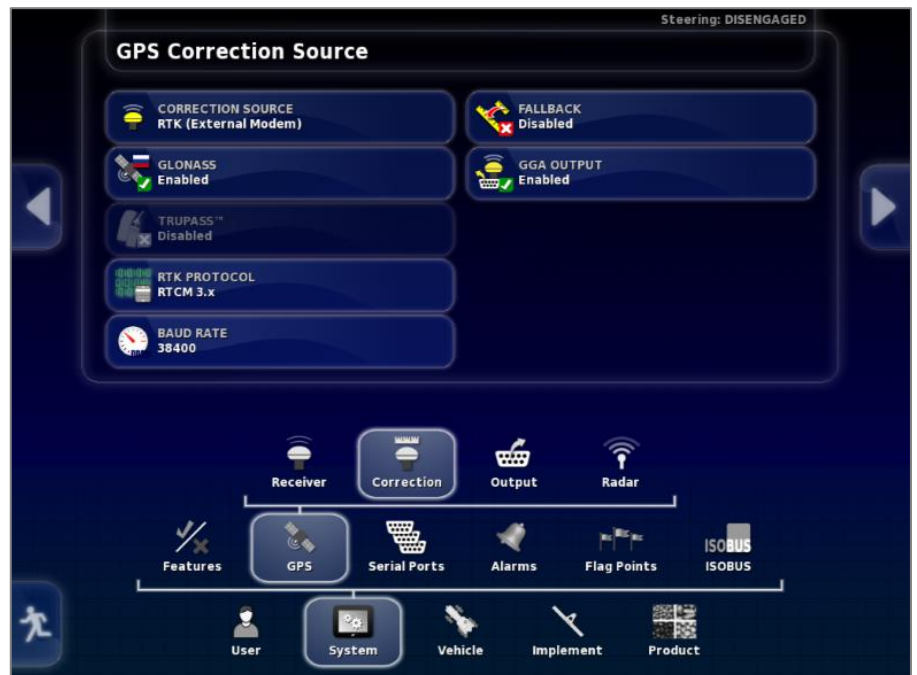 Steering: DISENGAGED
GPS Correction Source
CORRECTION SOURCE
RTK (External Modem)
FALLBACK
Disabled
GLONASS
Enabled
GGA OUTPUT
Enabled
TRUPASS™
Disabled
RTK PROTOCOL
RTCM 3.x
BAUD RATE
38400
Receiver
Correction
Output
Radar
ISOBUS
Features
GPS
Serial Ports
Alarms
Flag Points
ISOBUS
User
System
Vehicle
Implement
Product